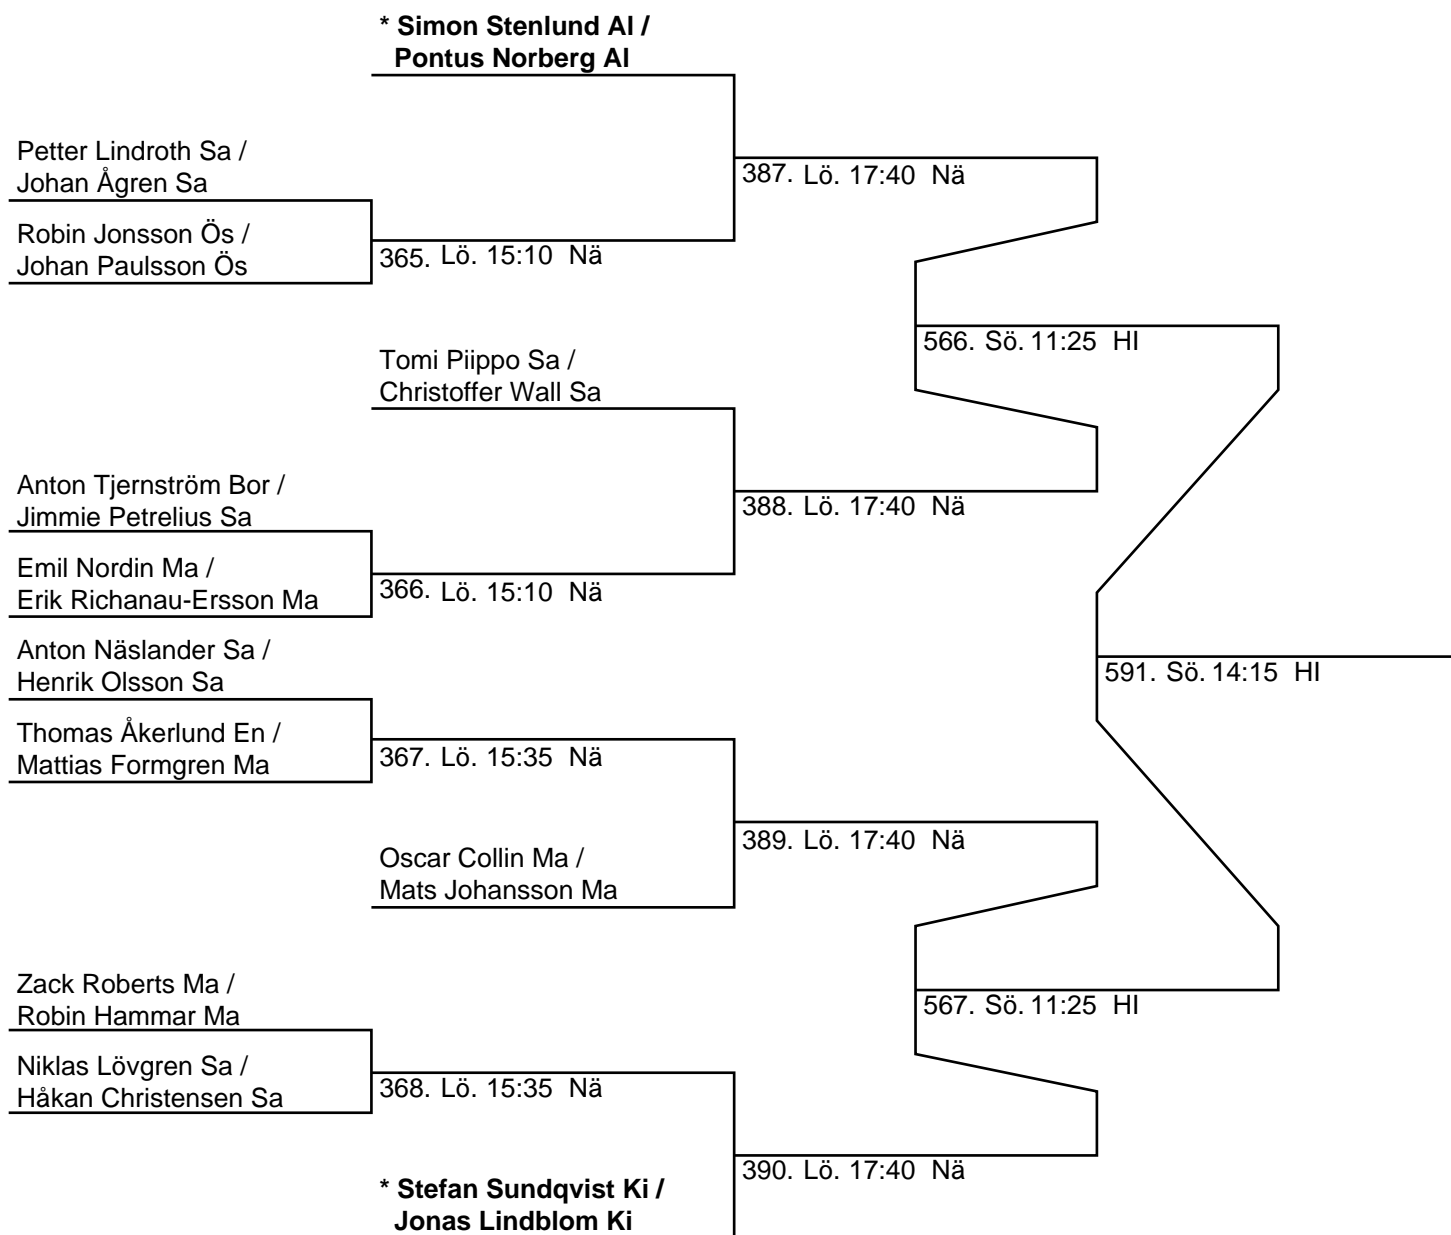 * Simon Stenlund Al /
Pontus Norberg Al
Petter Lindroth Sa /
Johan Ågren Sa
387. Lö. 17:40 Nä
Robin Jonsson Ös /
Johan Paulsson Ös
365. Lö. 15:10 Nä
566. Sö. 11:25 HI
Tomi Piippo Sa /
Christoffer Wall Sa
Anton Tjernström Bor /
Jimmie Petrelius Sa
388. Lö. 17:40 Nä
Emil Nordin Ma /
Erik Richanau-Ersson Ma
366. Lö. 15:10 Nä
Anton Näslander Sa /
Henrik Olsson Sa
591. Sö. 14:15 HI
Thomas Åkerlund En /
Mattias Formgren Ma
367. Lö. 15:35 Nä
389. Lö. 17:40 Nä
Oscar Collin Ma /
Mats Johansson Ma
Zack Roberts Ma /
Robin Hammar Ma
567. Sö. 11:25 HI
Niklas Lövgren Sa /
Håkan Christensen Sa
368. Lö. 15:35 Nä
390. Lö. 17:40 Nä
* Stefan Sundqvist Ki /
Jonas Lindblom Ki